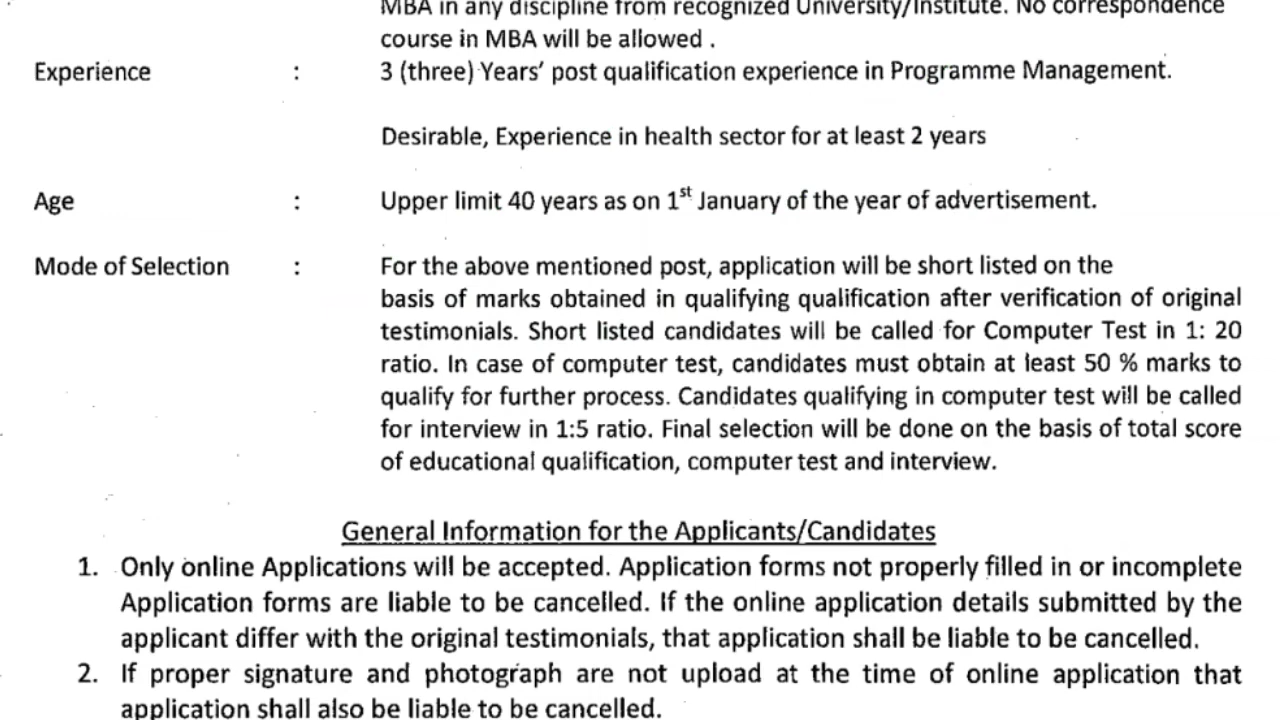 MBA in any discipline from recognized University/Institute. No correspondence
course in MBA will be allowed .
Experience : 3 (three) Years' post qualification experience in Programme Management.
Desirable, Experience in health sector for at least 2 years
Age : Upper limit 40 years as on 1st January of the year of advertisement.
Mode of Selection : For the above mentioned post, application will be short listed on the
basis of marks obtained in qualifying qualification after verification of original
testimonials. Short listed candidates will be called for Computer Test in 1: 20
ratio. In case of computer test, candidates must obtain at least 50 % marks to
qualify for further process. Candidates qualifying in computer test will be called
for interview in 1:5 ratio. Final selection will be done on the basis of total score
of educational qualification, computer test and interview.
General Information for the Applicants/Candidates
1. Only online Applications will be accepted. Application forms not properly filled in or incomplete
Application forms are liable to be cancelled. If the online application details submitted by the
applicant differ with the original testimonials, that application shall be liable to be cancelled.
2. If proper signature and photograph are not upload at the time of online application that
application shall also be liable to be cancelled.